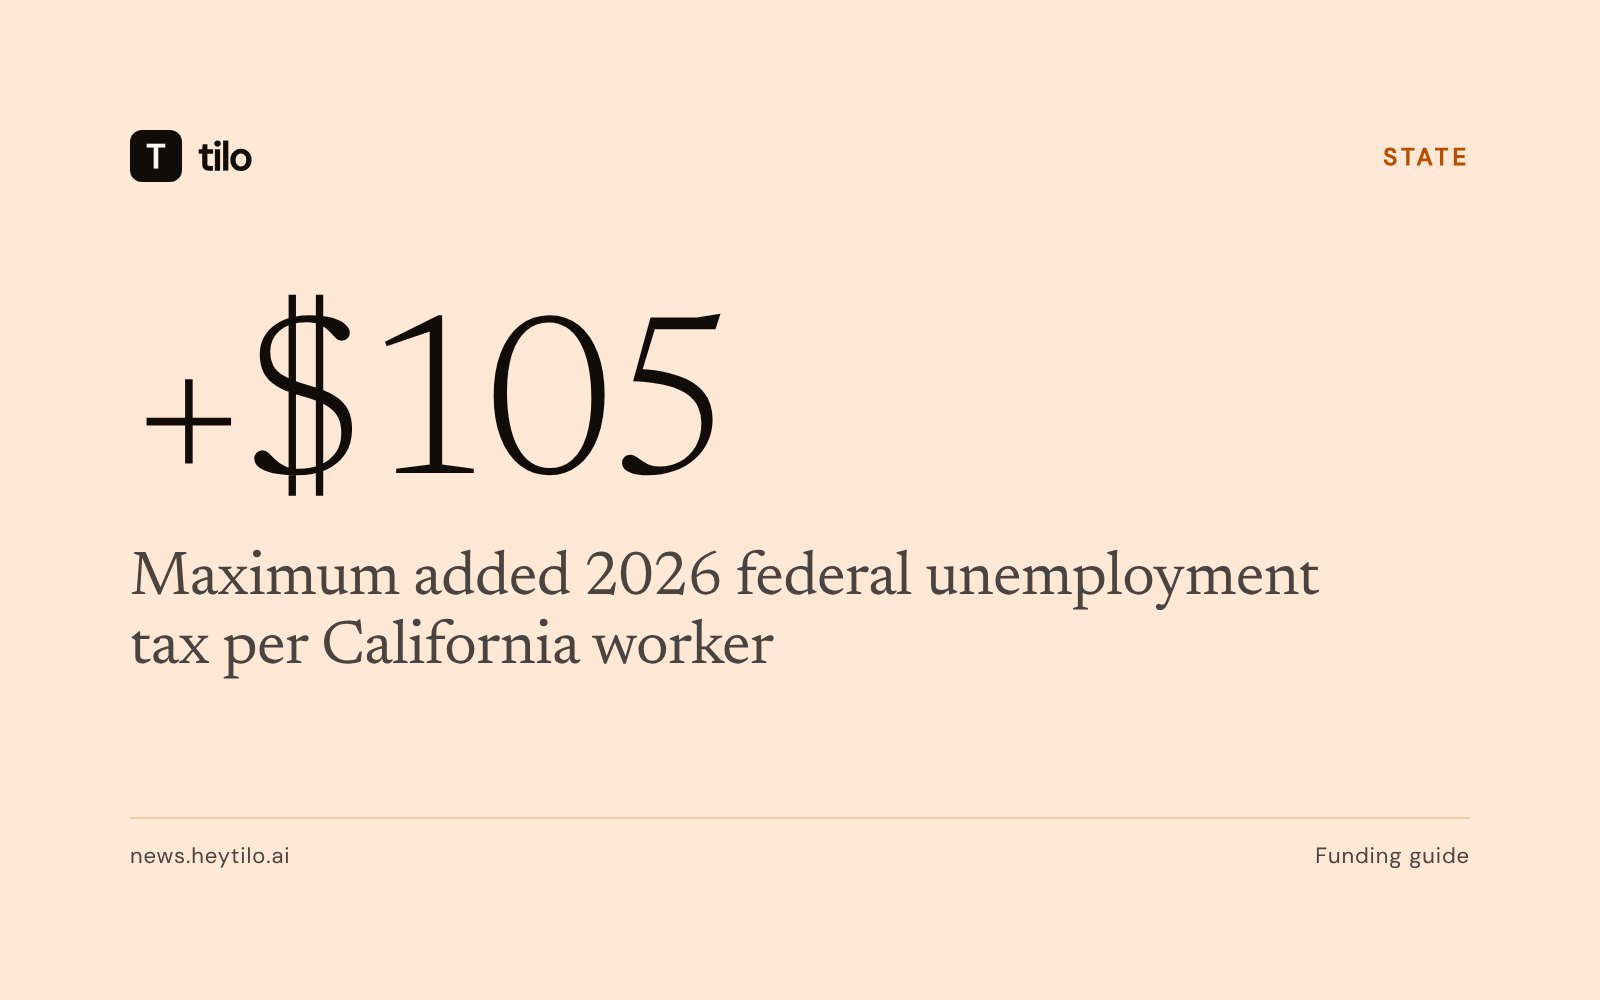 T tilo
STATE
+$105
Maximum added 2026 federal unemployment
tax per California worker
news.heytilo.ai
Funding guide